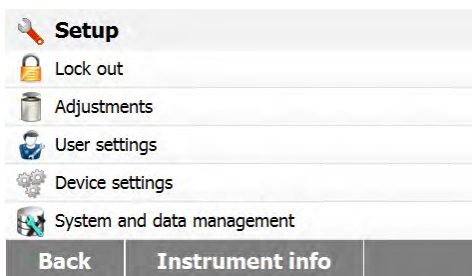 Setup
Lock out
Adjustments
User settings
Device settings
System and data management
Back Instrument info